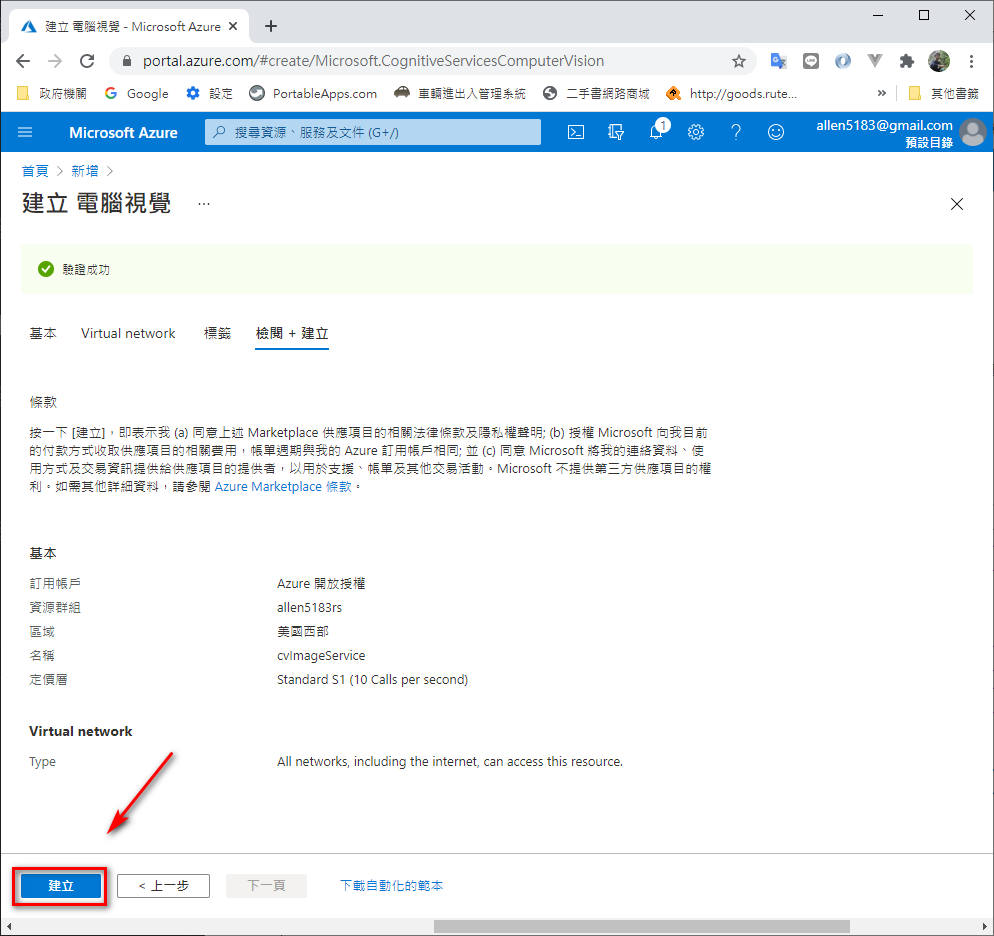 建立 電腦視覺 - Microsoft Azure
portal.azure.com/#create/Microsoft.CognitiveServicesComputerVision
政府機關 Google 設定 PortableApps.com 車輛進出入管理系統 二手書網路商城 http://goods.rute... » 其他書籤
Microsoft Azure 搜尋資源、服務及文件 (G+/) 1 allen5183@gmail.com
預設目錄
首頁 > 新增 >
建立 電腦視覺 ...
驗證成功
基本 Virtual network 標籤 檢閱 + 建立
條款
按一下 [建立]，即表示我 (a) 同意上述 Marketplace 供應項目的相關法律條款及隱私權聲明; (b) 授權 Microsoft 向我目前
的付款方式收取供應項目的相關費用，帳單週期與我的 Azure 訂用帳戶相同; 並 (c) 同意 Microsoft 將我的連絡資料、使
用方式及交易資訊提供給供應項目的提供者，以用於支援、帳單及其他交易活動。Microsoft 不提供第三方供應項目的權
利。如需其他詳細資料，請參閱 Azure Marketplace 條款。
基本
訂用帳戶 Azure 開放授權
資源群組 allen5183rs
區域 美國西部
名稱 cvImageService
定價層 Standard S1 (10 Calls per second)
Virtual network
Type All networks, including the internet, can access this resource.
建立 < 上一步 下一頁 下載自動化的範本